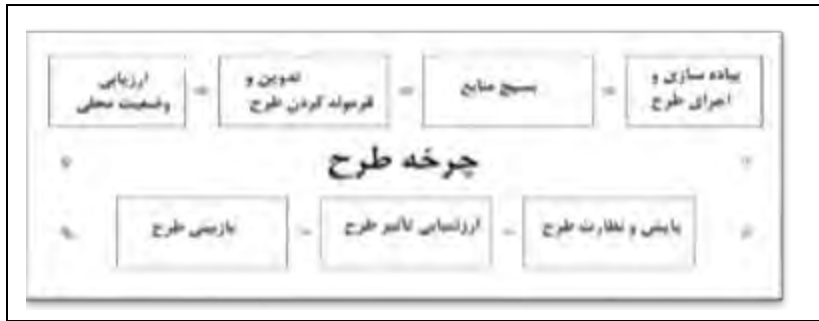 پیاده سازی و
اجرای طرح
بسیج منابع
تدوین و
فرموله کردن طرح
ارزیابی
وضعیت محلی
چرخه طرح
پایش و نظارت طرح
ارزشیابی تأثیر طرح
بازبینی طرح